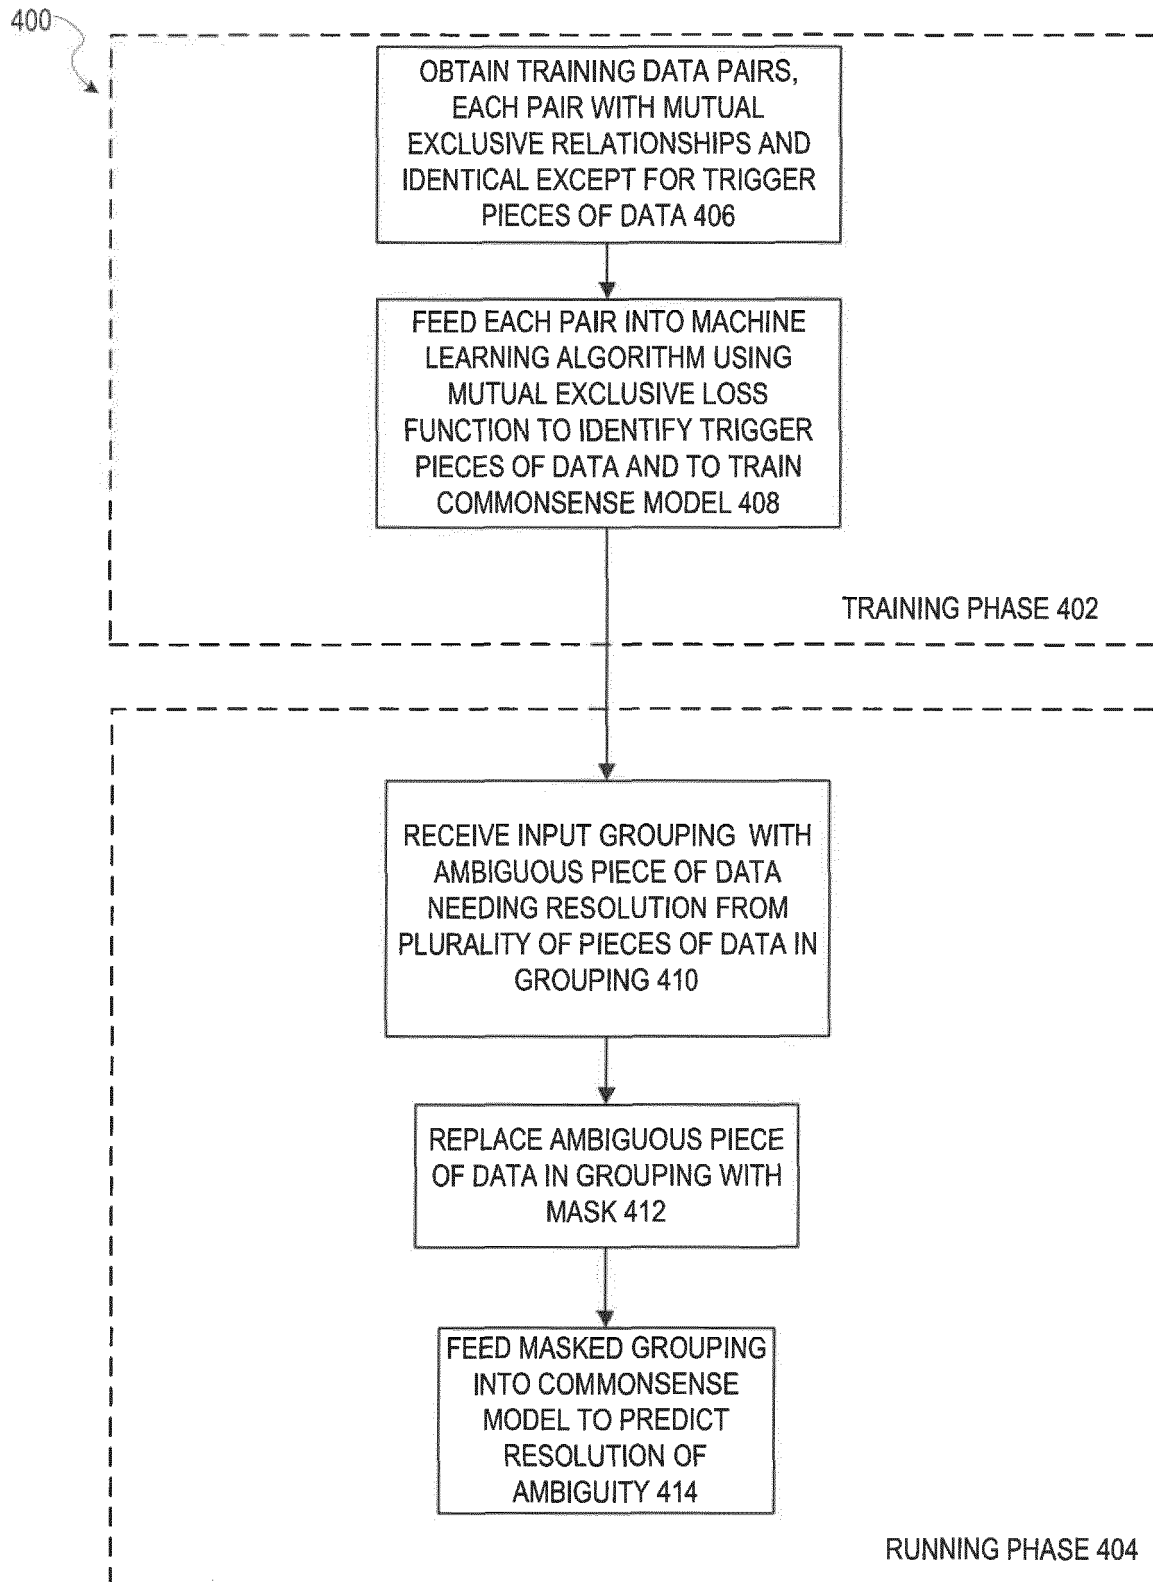 400
OBTAIN TRAINING DATA PAIRS,
EACH PAIR WITH MUTUAL
EXCLUSIVE RELATIONSHIPS AND
IDENTICAL EXCEPT FOR TRIGGER
PIECES OF DATA 406
FEED EACH PAIR INTO MACHINE
LEARNING ALGORITHM USING
MUTUAL EXCLUSIVE LOSS
FUNCTION TO IDENTIFY TRIGGER
PIECES OF DATA AND TO TRAIN
COMMONSENSE MODEL 408
TRAINING PHASE 402
RECEIVE INPUT GROUPING WITH
AMBIGUOUS PIECE OF DATA
NEEDING RESOLUTION FROM
PLURALITY OF PIECES OF DATA IN
GROUPING 410
REPLACE AMBIGUOUS PIECE
OF DATA IN GROUPING WITH
MASK 412
FEED MASKED GROUPING
INTO COMMONSENSE
MODEL TO PREDICT
RESOLUTION OF
AMBIGUITY 414
RUNNING PHASE 404